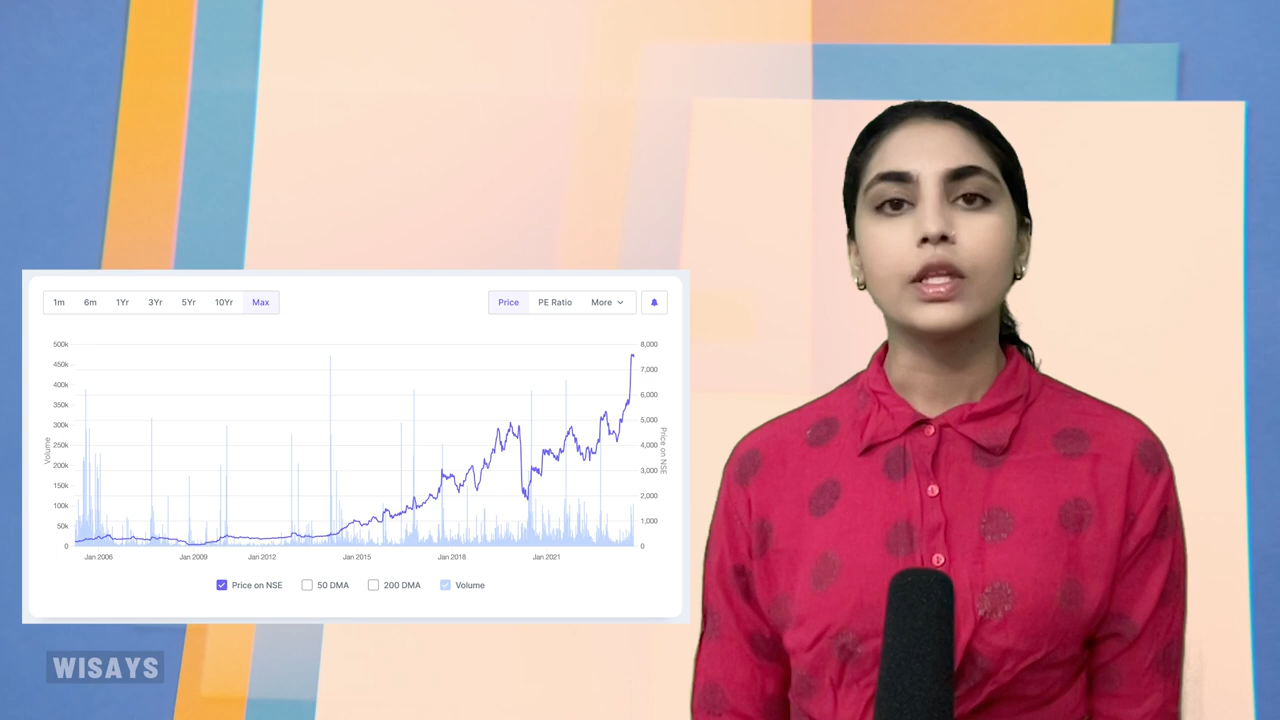 1m 6m 1Yr 3Yr 5Yr 10Yr Max Price PE Ratio More
500k 8,000
450k 7,000
400k 6,000
350k 5,000
300k 4,000
250k 3,000
200k 2,000
150k 1,000
100k 0
50k
0
Volume
Price on NSE
Jan 2006 Jan 2009 Jan 2012 Jan 2015 Jan 2018 Jan 2021
Price on NSE 50 DMA 200 DMA Volume
WISAYS